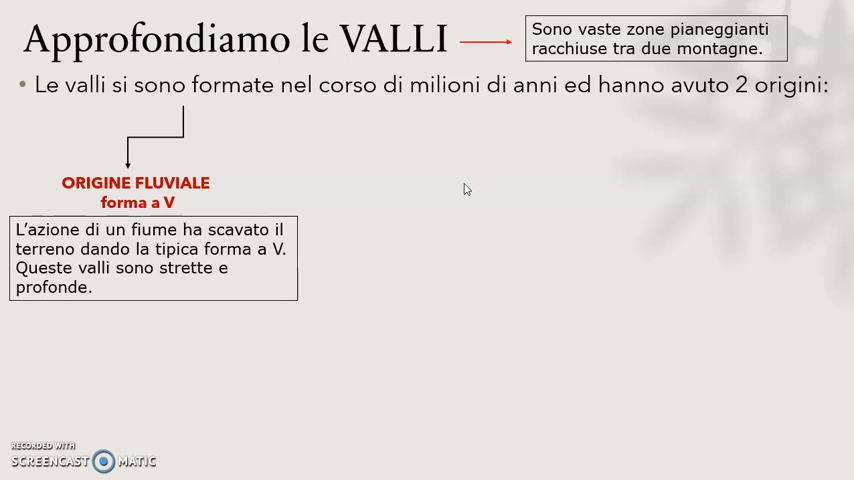 Approfondiamo le VALLI
Sono vaste zone pianeggianti
racchiuse tra due montagne.
• Le valli si sono formate nel corso di milioni di anni ed hanno avuto 2 origini:
ORIGINE FLUVIALE
forma a V
L'azione di un fiume ha scavato il
terreno dando la tipica forma a V.
Queste valli sono strette e
profonde.
RECORDED WITH
SCREENCAST MATIC